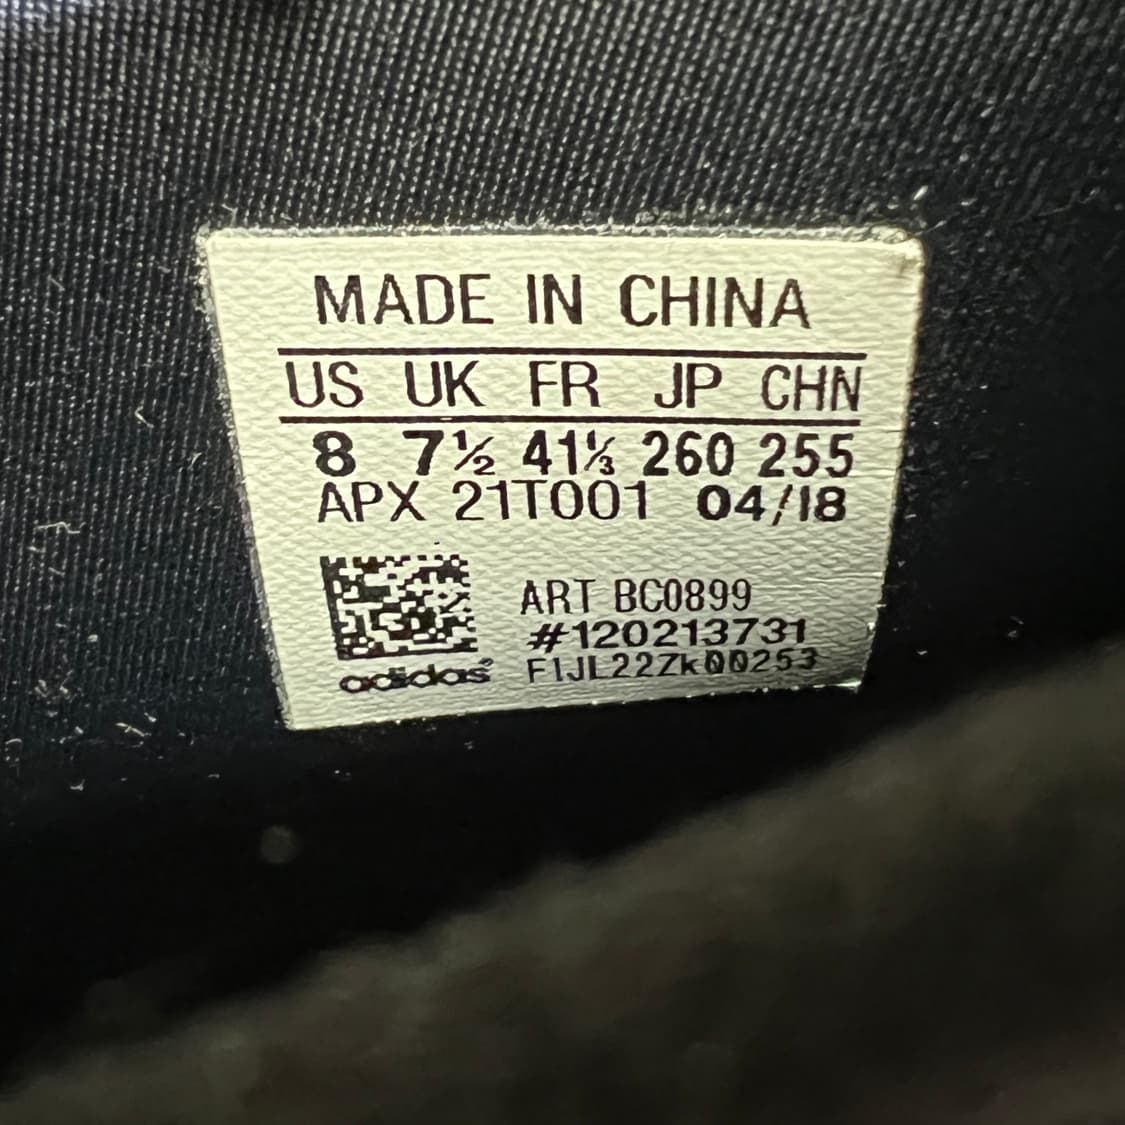 MADE IN CHINA
US UK FR JP CHN
8 7½ 41⅓ 260 255
APX 21T001 04/18
ART BC0899
#120213731
F1JL22Zk00253
adidas®